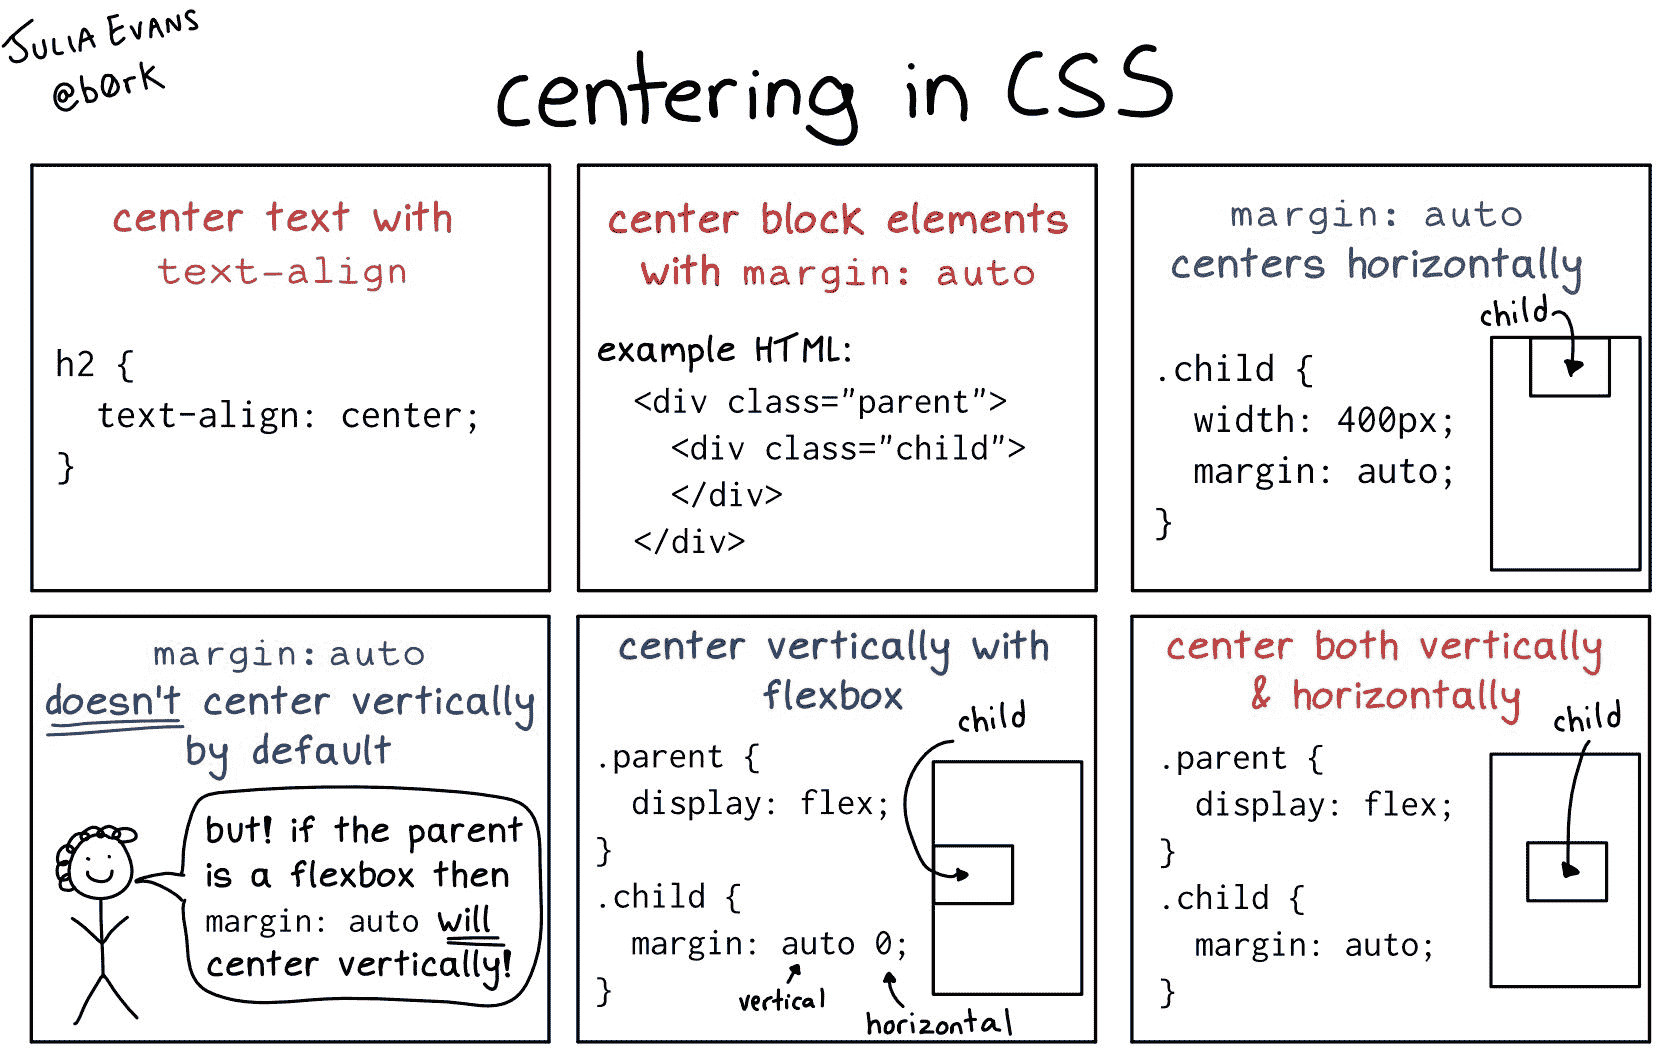 JULIA EVANS
@b0rk
centering in CSS
center text with
text-align
h2 {
text-align: center;
}
center block elements
with margin: auto
example HTML:
<div class="parent">
<div class="child">
</div>
</div>
margin: auto
centers horizontally
child
.child {
width: 400px;
margin: auto;
}
margin: auto
doesn't center vertically
by default
but! if the parent
is a flexbox then
margin: auto will
center vertically!
center vertically with
flexbox
child
.parent {
display: flex;
}
.child {
margin: auto 0;
}
vertical
horizontal
center both vertically
& horizontally
child
.parent {
display: flex;
}
.child {
margin: auto;
}